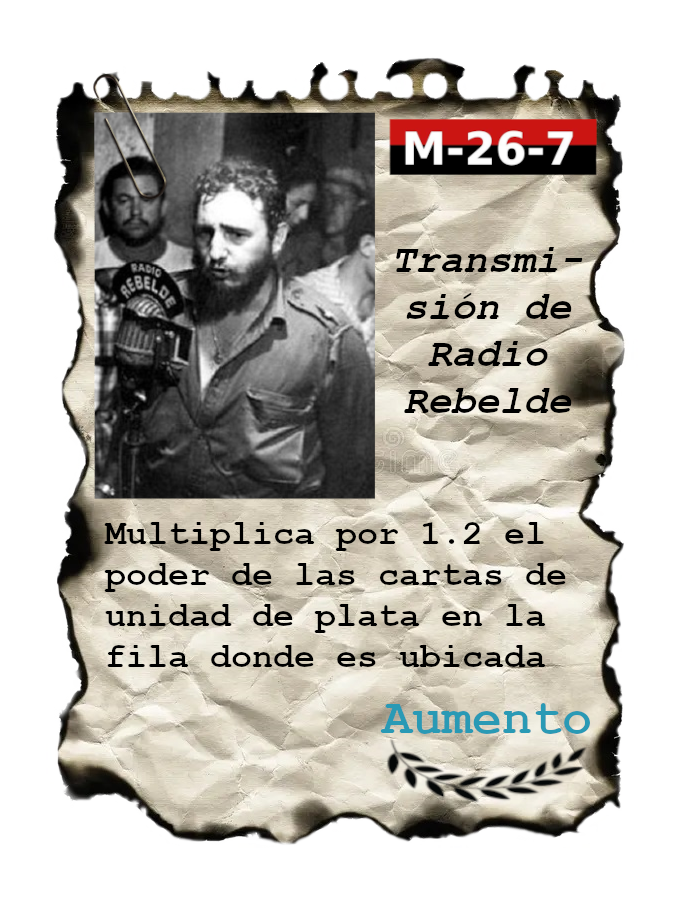 M-26-7
Transmi-
sión de
Radio
Rebelde
RADIO
REBELDE
Multiplica por 1.2 el
poder de las cartas de
unidad de plata en la
fila donde es ubicada
Aumento